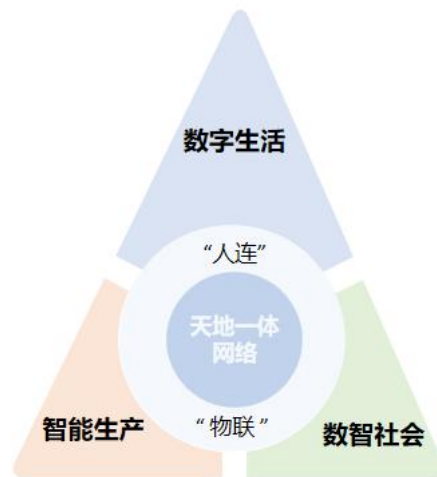 数字生活
“人连”
天地一体
网络
“物联”
智能生产
数智社会